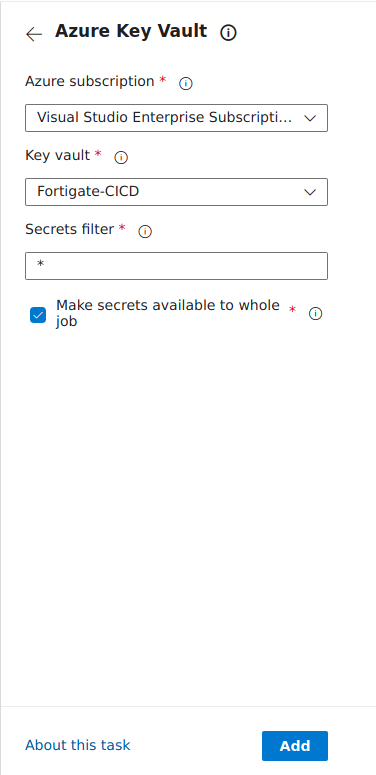 Azure Key Vault
Azure subscription *
Visual Studio Enterprise Subscripti...
Key vault *
Fortigate-CICD
Secrets filter *
*
Make secrets available to whole *
job
About this task
Add